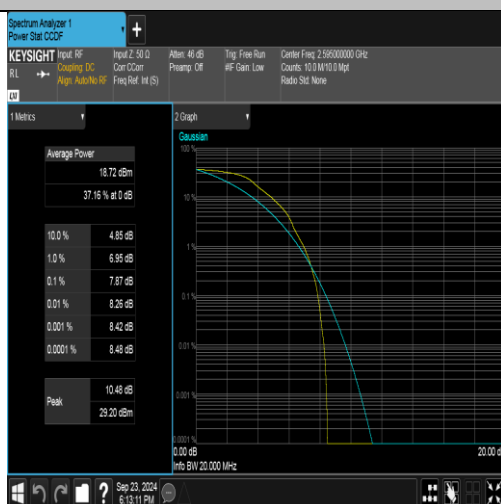 Spectrum Analyzer 1
Power Stat CCDF
+
KEYSIGHT
RL
Input: RF
Coupling: DC
Align: Auto/No RF
Input Z: 50 Ω
Corr CCorr
Freq Ref: Int (S)
Atten: 46 dB
Preamp: Off
Trig: Free Run
#IF Gain: Low
Center Freq: 2.595000000 GHz
Counts: 10.0 M/10.0 Mpt
Radio Std: None
1 Metrics
Average Power
18.72 dBm
37.16 % at 0 dB
10.0 % 4.85 dB
1.0 % 6.95 dB
0.1 % 7.87 dB
0.01 % 8.26 dB
0.001 % 8.42 dB
0.0001 % 8.48 dB
Peak
10.48 dB
29.20 dBm
2 Graph
Gaussian
100 %
10 %
1 %
0.1 %
0.01 %
0.001 %
0.0001 %
0.00 dB
20.00 d
Info BW 20.000 MHz
?
Sep 23, 2024
6:13:11 PM